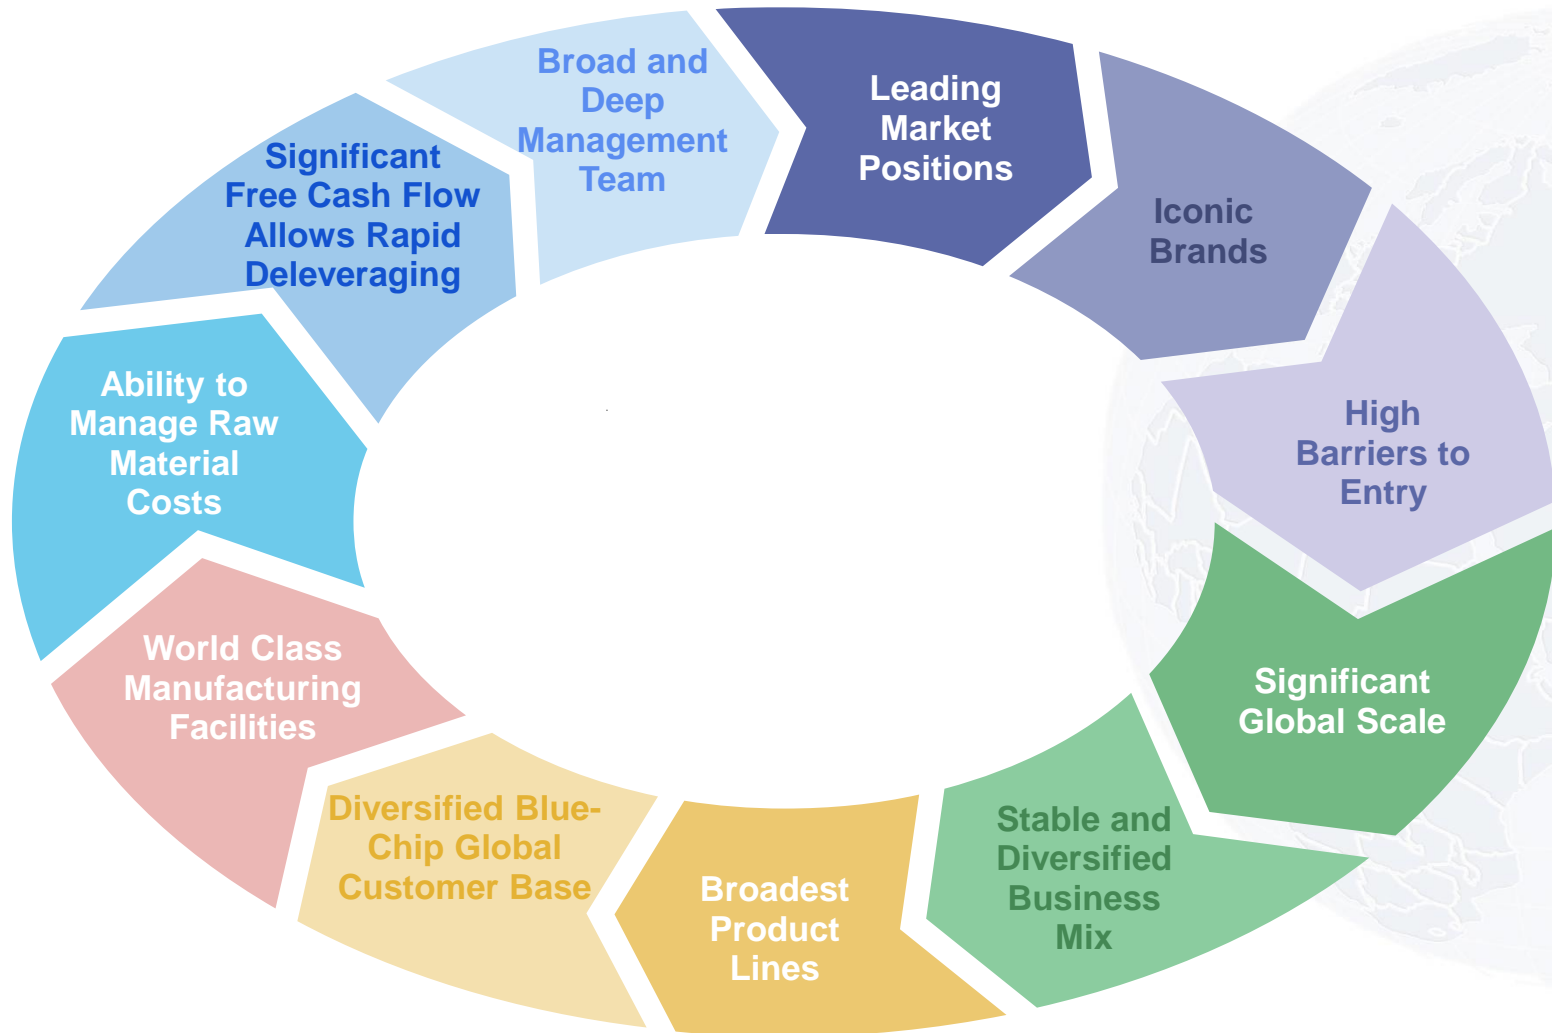 Broad and
Deep
Management
Team
Leading
Market
Positions
Iconic
Brands
High
Barriers to
Entry
Significant
Global Scale
Stable and
Diversified
Business
Mix
Broadest
Product
Lines
Diversified Blue-
Chip Global
Customer Base
World Class
Manufacturing
Facilities
Ability to
Manage Raw
Material
Costs
Significant
Free Cash Flow
Allows Rapid
Deleveraging